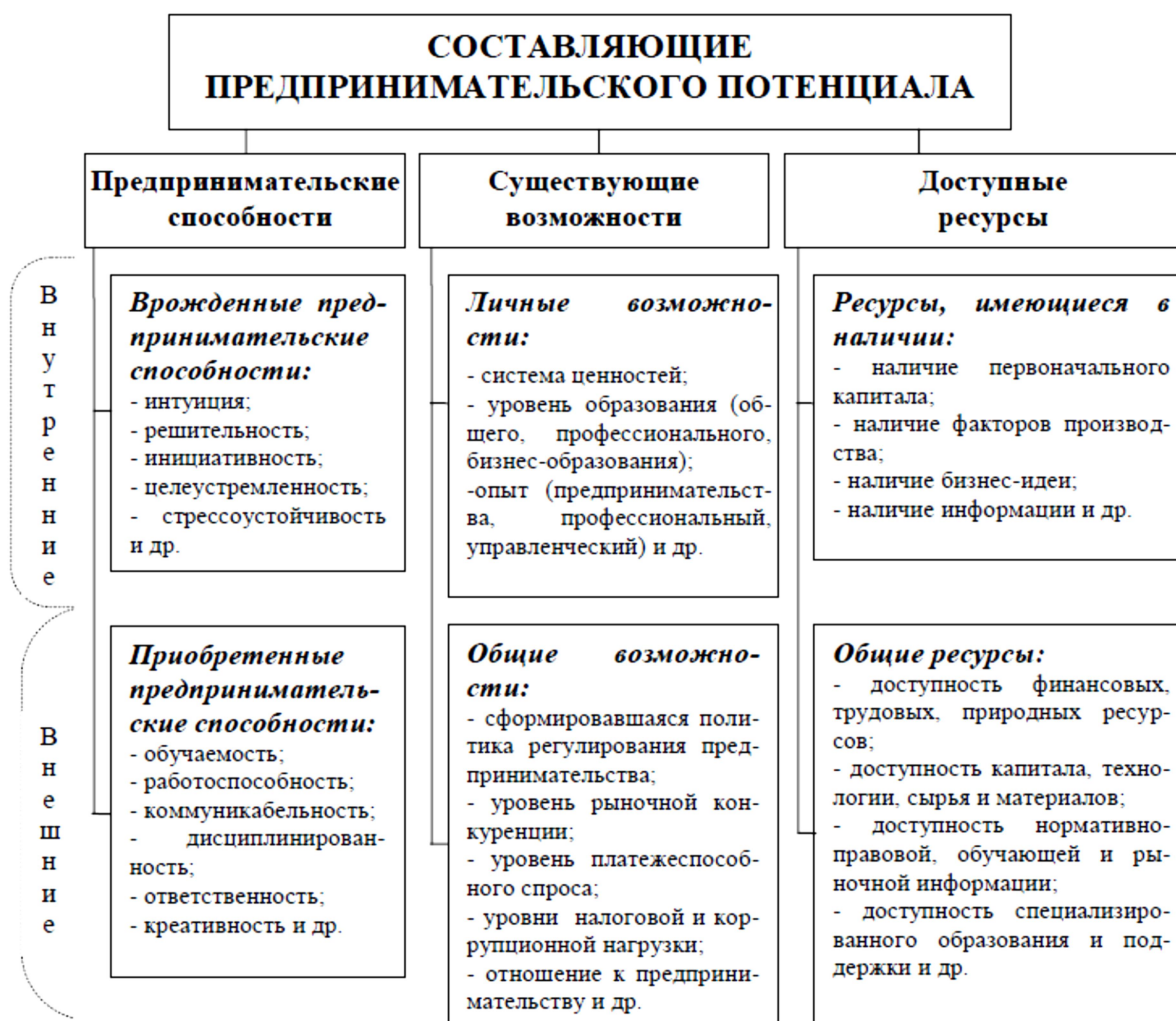 СОСТАВЛЯЮЩИЕ
ПРЕДПРИНИМАТЕЛЬСКОГО ПОТЕНЦИАЛА
Предпринимательские
способности
Существующие
возможности
Доступные
ресурсы
Внутренние
Врожденные пред-
принимательские
способности:
- интуиция;
- решительность;
- инициативность;
- целеустремленность;
- стрессоустойчивость
и др.
Личные возможно-
сти:
- система ценностей;
- уровень образования (об-
щего, профессионального,
бизнес-образования);
-опыт (предпринимательст-
ва, профессиональный,
управленческий) и др.
Ресурсы, имеющиеся в
наличии:
- наличие первоначального
капитала;
- наличие факторов производ-
ства;
- наличие бизнес-идеи;
- наличие информации и др.
Внешние
Приобретенные
предприниматель-
ские способности:
- обучаемость;
- работоспособность;
- коммуникабельность;
- дисциплинирован-
ность;
- ответственность;
- креативность и др.
Общие возможно-
сти:
- сформировавшаяся поли-
тика регулирования пред-
принимательства;
- уровень рыночной кон-
куренции;
- уровень платежеспособ-
ного спроса;
- уровни налоговой и кор-
рупционной нагрузки;
- отношение к предприни-
мательству и др.
Общие ресурсы:
- доступность финансовых,
трудовых, природных ресур-
сов;
- доступность капитала, техно-
логии, сырья и материалов;
- доступность нормативно-
правовой, обучающей и ры-
ночной информации;
- доступность специализиро-
ванного образования и под-
держки и др.